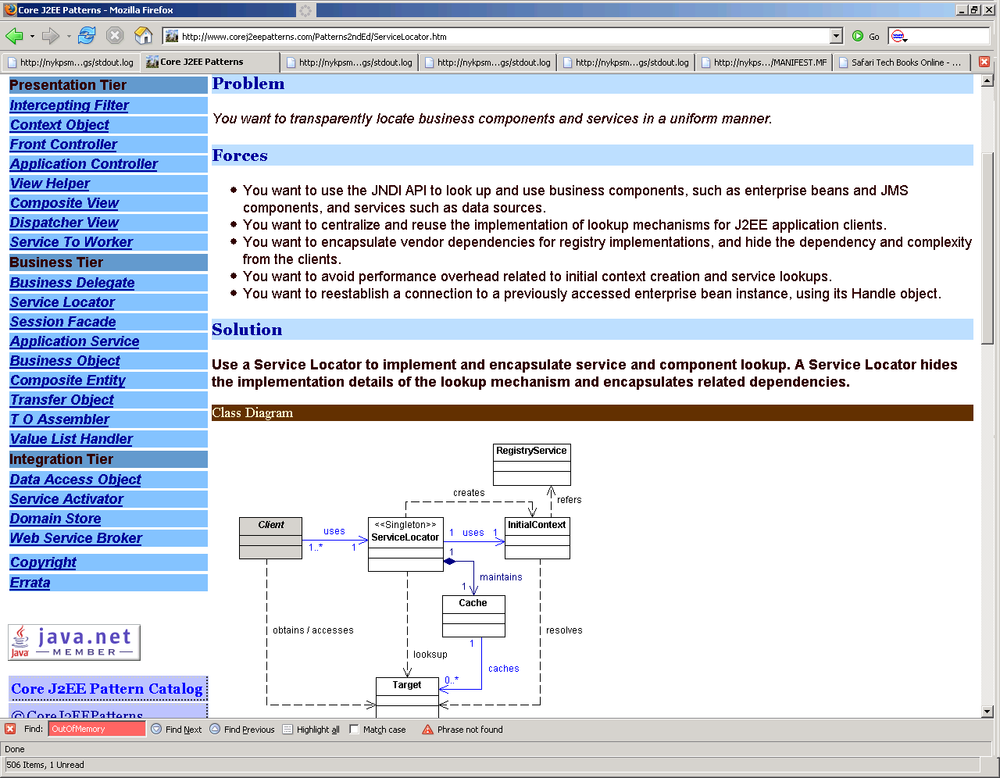 Core J2EE Patterns - Mozilla Firefox
http://www.corej2eepatterns.com/Patterns2ndEd/ServiceLocator.htm
Go
http://nykpsm...gs/stdout.log
Core J2EE Patterns
http://nykpsm...gs/stdout.log
http://nykpsm...gs/stdout.log
http://nykpsm...gs/stdout.log
http://nykps.../MANIFEST.MF
Safari Tech Books Online - ...
Presentation Tier
Intercepting Filter
Context Object
Front Controller
Application Controller
View Helper
Composite View
Dispatcher View
Service To Worker
Business Tier
Business Delegate
Service Locator
Session Facade
Application Service
Business Object
Composite Entity
Transfer Object
T O Assembler
Value List Handler
Integration Tier
Data Access Object
Service Activator
Domain Store
Web Service Broker
Copyright
Errata
java.net
Java
MEMBER
Core J2EE Pattern Catalog
© CoreJ2EEPatterns
Problem
You want to transparently locate business components and services in a uniform manner.
Forces
You want to use the JNDI API to look up and use business components, such as enterprise beans and JMS
components, and services such as data sources.
You want to centralize and reuse the implementation of lookup mechanisms for J2EE application clients.
You want to encapsulate vendor dependencies for registry implementations, and hide the dependency and complexity
from the clients.
You want to avoid performance overhead related to initial context creation and service lookups.
You want to reestablish a connection to a previously accessed enterprise bean instance, using its Handle object.
Solution
Use a Service Locator to implement and encapsulate service and component lookup. A Service Locator hides
the implementation details of the lookup mechanism and encapsulates related dependencies.
Class Diagram
RegistryService
creates
refers
Client
uses
1..*
1
<<Singleton>>
ServiceLocator
1 uses 1
InitialContext
1
maintains
1
Cache
obtains / accesses
resolves
1
looksup
caches
0..*
Target
Find: OutOfMemory Find Next Find Previous Highlight all Match case Phrase not found
Done
506 Items, 1 Unread